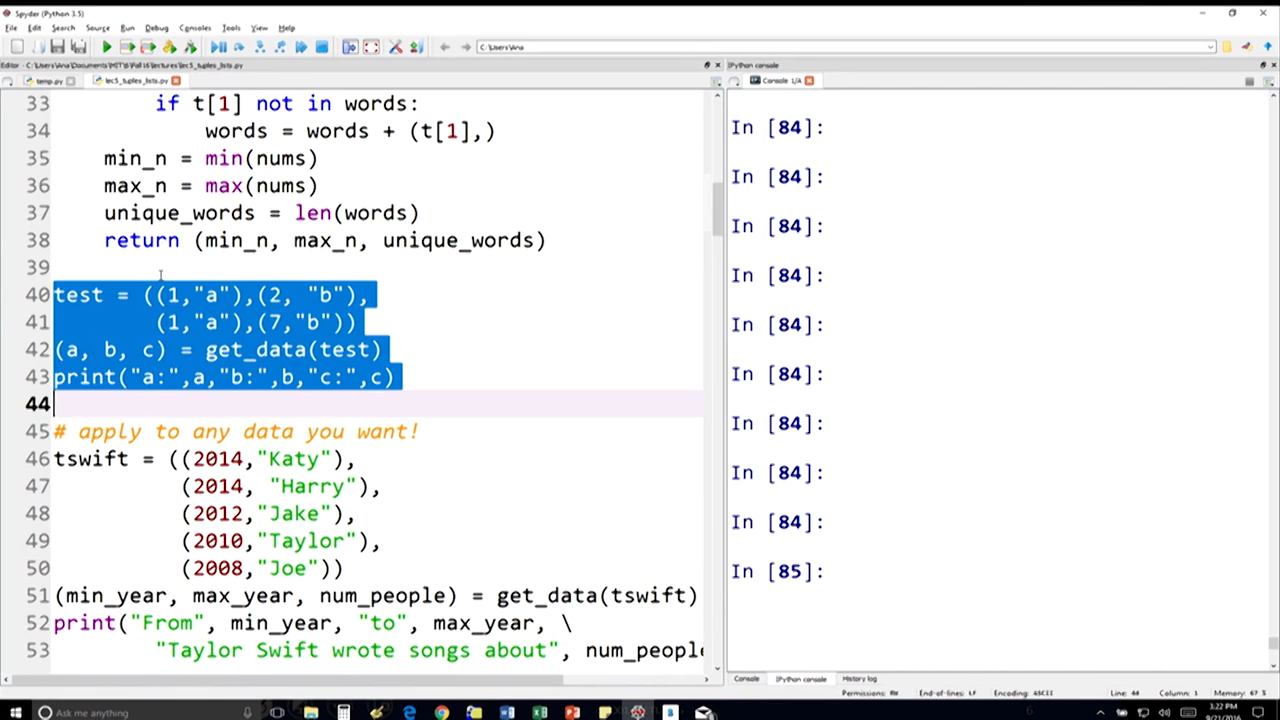 Spyder (Python 3.5)
File Edit Search Source Run Debug Consoles Tools View Help
C:\Users\Ana
Editor - C:\Users\Ana\Documents\MIT\6\Fall16\lectures\lec5_tuples_lists.py
IPython console
temp.py
lec5_tuples_lists.py
Console 1/A
33 if t[1] not in words:
34 words = words + (t[1],)
35 min_n = min(nums)
36 max_n = max(nums)
37 unique_words = len(words)
38 return (min_n, max_n, unique_words)
39
40 test = ((1,"a"),(2, "b"),
41 (1,"a"),(7,"b"))
42 (a, b, c) = get_data(test)
43 print("a:",a,"b:",b,"c:",c)
44
45 # apply to any data you want!
46 tswift = ((2014,"Katy"),
47 (2014, "Harry"),
48 (2012,"Jake"),
49 (2010,"Taylor"),
50 (2008,"Joe"))
51 (min_year, max_year, num_people) = get_data(tswift)
52 print("From", min_year, "to", max_year, \
53 "Taylor Swift wrote songs about", num_people
In [84]:
In [84]:
In [84]:
In [84]:
In [84]:
In [84]:
In [84]:
In [84]:
In [84]:
In [85]:
Console IPython console History log
Permissions: RW End-of-lines: LF Encoding: ASCII Line: 44 Column: 1 Memory: 67 %
Ask me anything
3:22 PM
9/21/2016